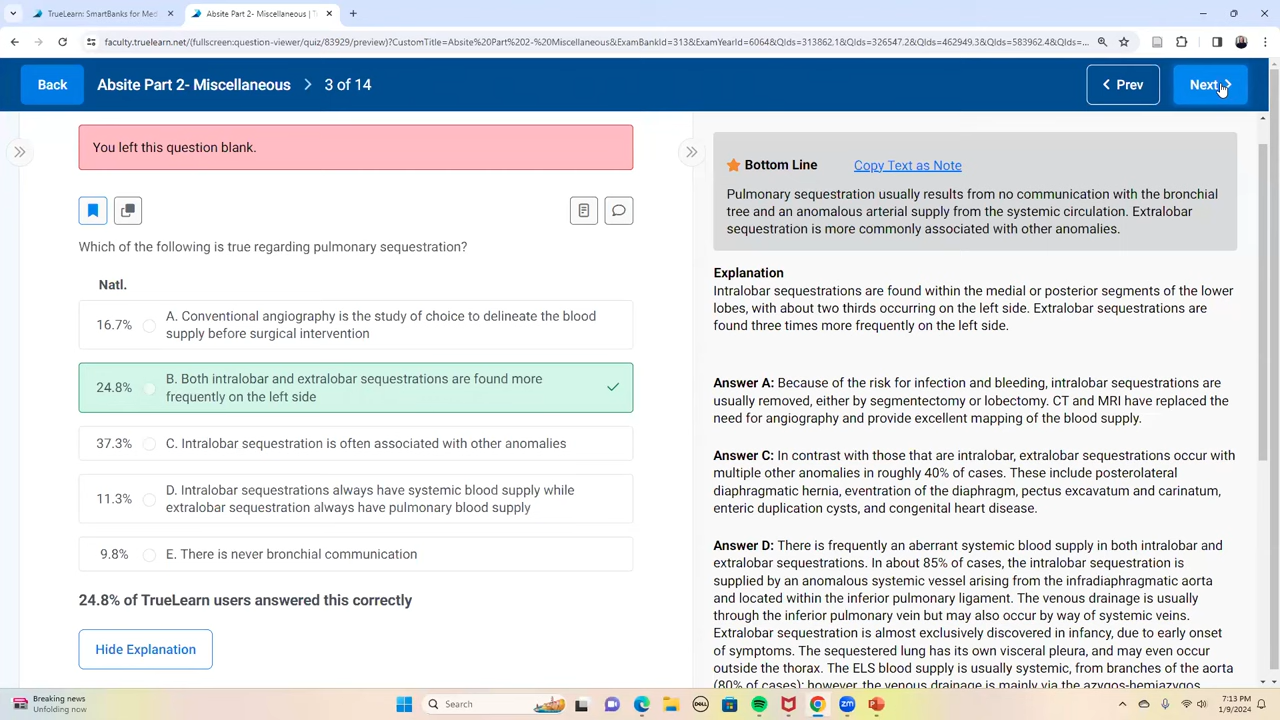 TrueLearn: SmartBanks for Med
Absite Part 2- Miscellaneous | T
faculty.truelearn.net/(fullscreen:question-viewer/quiz/83929/preview)?CustomTitle=Absite%20Part%202-%20Miscellaneous&ExamBankId=313&ExamYearId=6064&QIds=313862.1&QIds=326547.2&QIds=462949.3&QIds=583962.4&QIds=...
Back
Absite Part 2- Miscellaneous > 3 of 14
Prev
Next
You left this question blank.
Which of the following is true regarding pulmonary sequestration?
Natl.
16.7%
A. Conventional angiography is the study of choice to delineate the blood
supply before surgical intervention
24.8%
B. Both intralobar and extralobar sequestrations are found more
frequently on the left side
37.3%
C. Intralobar sequestration is often associated with other anomalies
11.3%
D. Intralobar sequestrations always have systemic blood supply while
extralobar sequestration always have pulmonary blood supply
9.8%
E. There is never bronchial communication
24.8% of TrueLearn users answered this correctly
Hide Explanation
Bottom Line
Copy Text as Note
Pulmonary sequestration usually results from no communication with the bronchial
tree and an anomalous arterial supply from the systemic circulation. Extralobar
sequestration is more commonly associated with other anomalies.
Explanation
Intralobar sequestrations are found within the medial or posterior segments of the lower
lobes, with about two thirds occurring on the left side. Extralobar sequestrations are
found three times more frequently on the left side.
Answer A: Because of the risk for infection and bleeding, intralobar sequestrations are
usually removed, either by segmentectomy or lobectomy. CT and MRI have replaced the
need for angiography and provide excellent mapping of the blood supply.
Answer C: In contrast with those that are intralobar, extralobar sequestrations occur with
multiple other anomalies in roughly 40% of cases. These include posterolateral
diaphragmatic hernia, eventration of the diaphragm, pectus excavatum and carinatum,
enteric duplication cysts, and congenital heart disease.
Answer D: There is frequently an aberrant systemic blood supply in both intralobar and
extralobar sequestrations. In about 85% of cases, the intralobar sequestration is
supplied by an anomalous systemic vessel arising from the infradiaphragmatic aorta
and located within the inferior pulmonary ligament. The venous drainage is usually
through the inferior pulmonary vein but may also occur by way of systemic veins.
Extralobar sequestration is almost exclusively discovered in infancy, due to early onset
of symptoms. The sequestered lung has its own visceral pleura, and may even occur
outside the thorax. The ELS blood supply is usually systemic, from branches of the aorta
(80% of cases); however, the venous drainage is mainly via the azygos-hemiazygos
Breaking news
Unfolding now
Search
DELL
zm
7:13 PM
1/9/2024